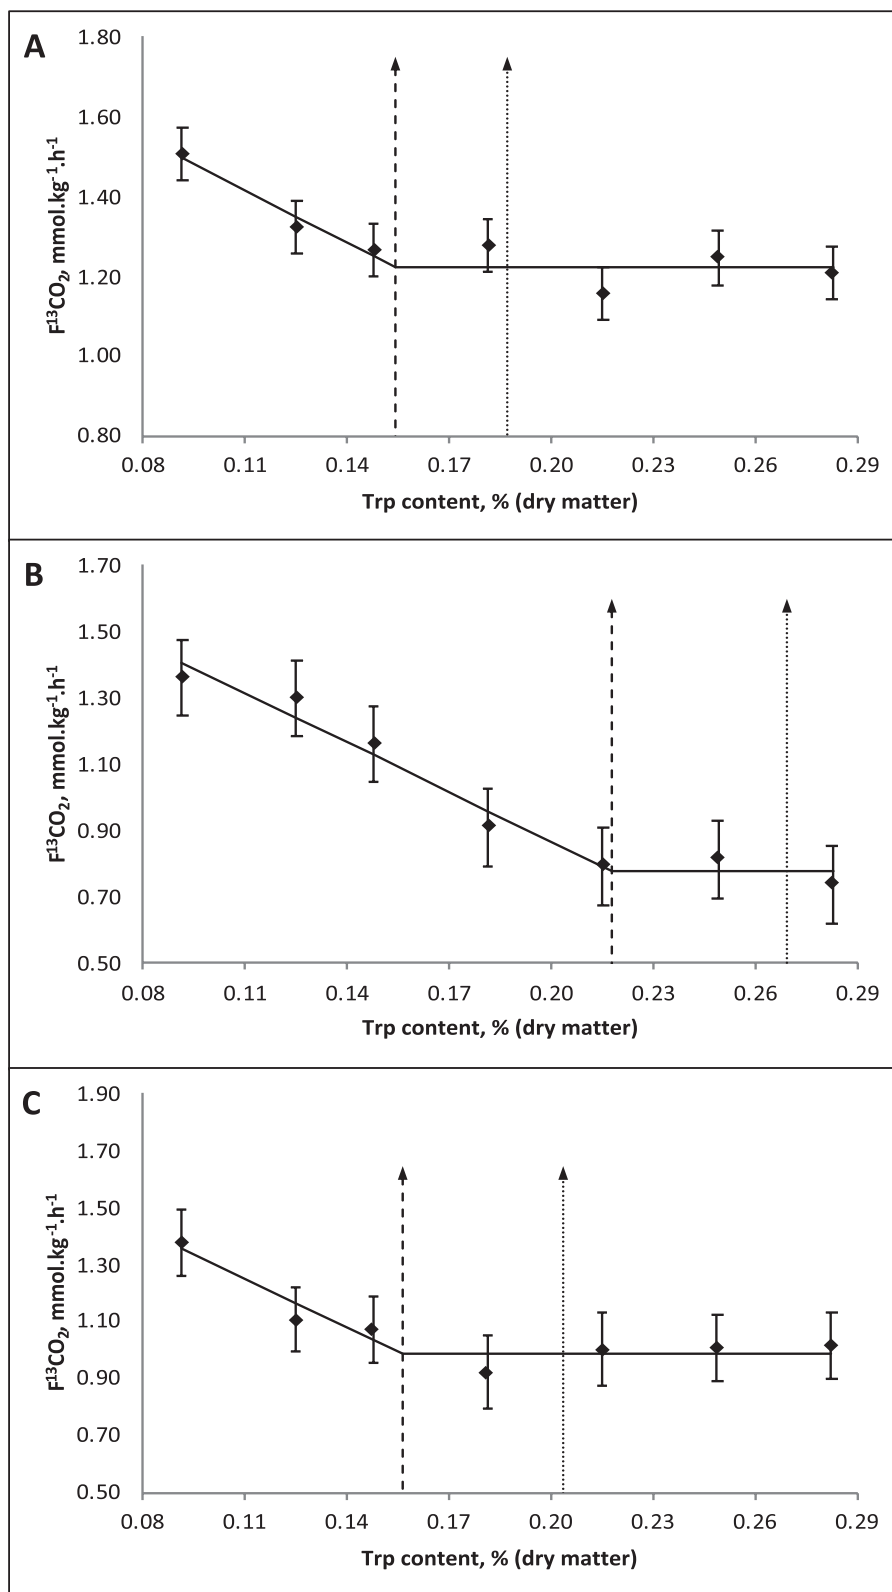 A
F¹³CO₂, mmol.kg⁻¹.h⁻¹
1.80
1.60
1.40
1.20
1.00
0.80
0.08 0.11 0.14 0.17 0.20 0.23 0.26 0.29
Trp content, % (dry matter)
B
F¹³CO₂, mmol.kg⁻¹.h⁻¹
1.70
1.50
1.30
1.10
0.90
0.70
0.50
0.08 0.11 0.14 0.17 0.20 0.23 0.26 0.29
Trp content, % (dry matter)
C
F¹³CO₂, mmol.kg⁻¹.h⁻¹
1.90
1.70
1.50
1.30
1.10
0.90
0.70
0.50
0.08 0.11 0.14 0.17 0.20 0.23 0.26 0.29
Trp content, % (dry matter)